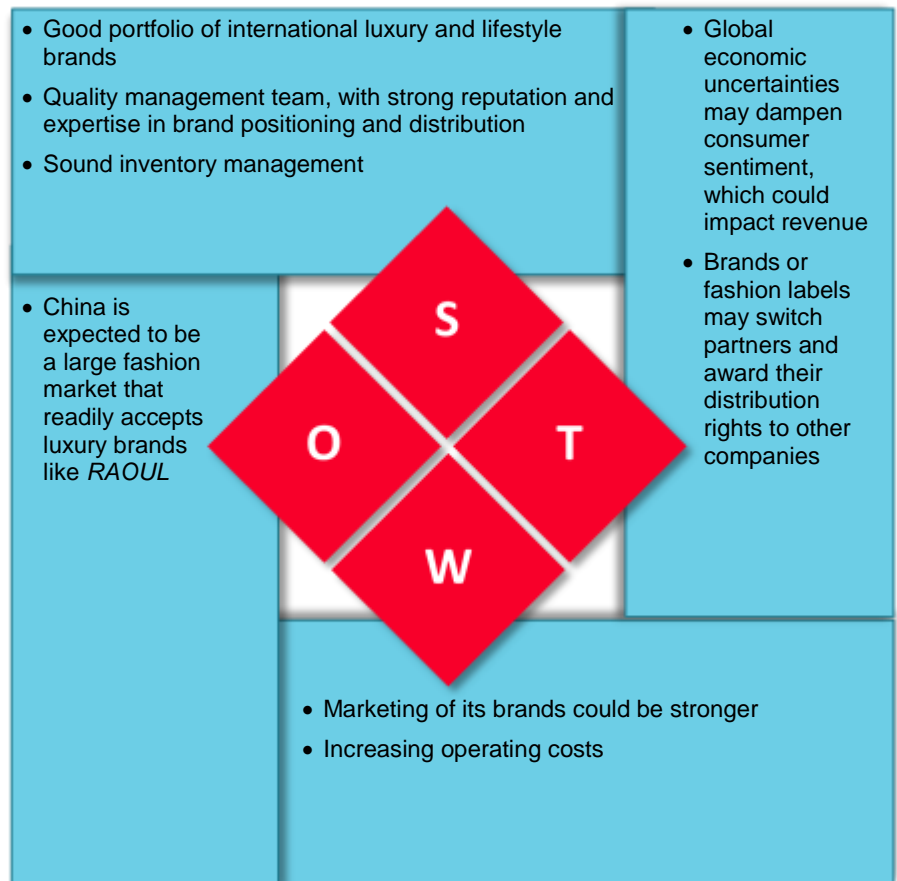 • Good portfolio of international luxury and lifestyle
brands
• Quality management team, with strong reputation and
expertise in brand positioning and distribution
• Sound inventory management
• Global
economic
uncertainties
may dampen
consumer
sentiment,
which could
impact revenue
• Brands or
fashion labels
may switch
partners and
award their
distribution
rights to other
companies
• China is
expected to be
a large fashion
market that
readily accepts
luxury brands
like RAOUL
S
O
T
W
• Marketing of its brands could be stronger
• Increasing operating costs